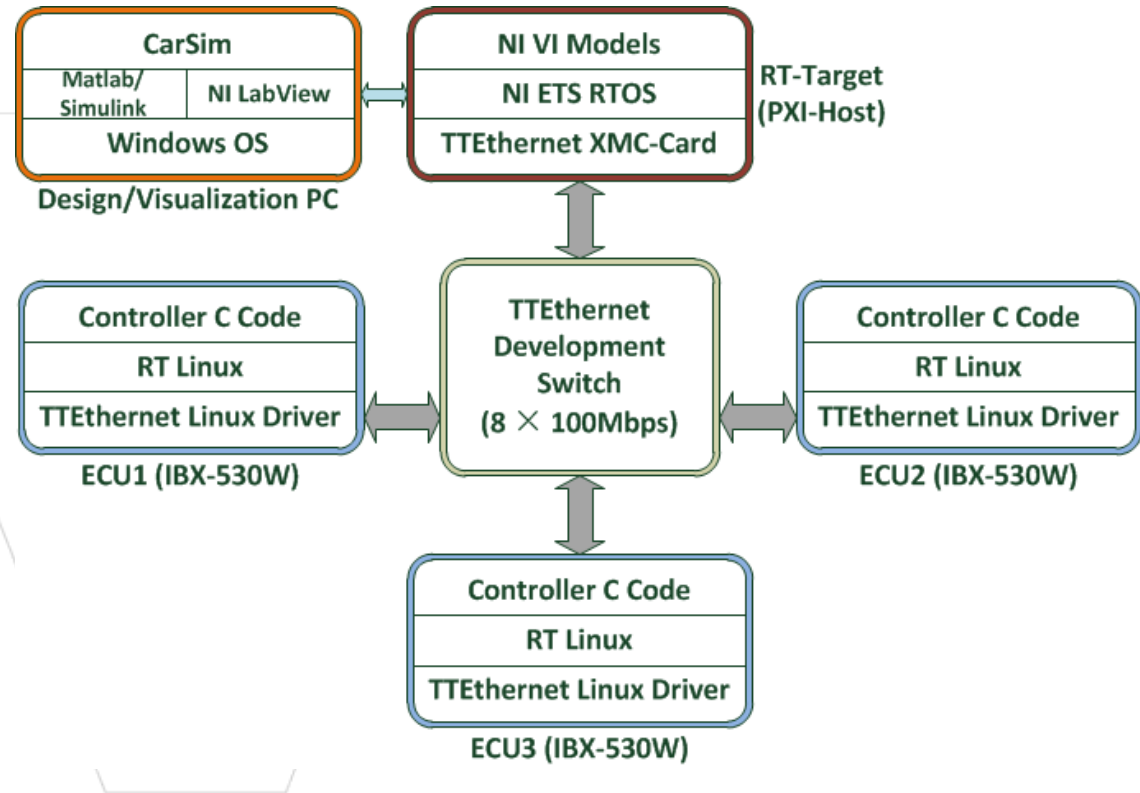 CarSim
Matlab/
Simulink
NI LabView
Windows OS
Design/Visualization PC
NI VI Models
NI ETS RTOS
TTEthernet XMC-Card
RT-Target
(PXI-Host)
Controller C Code
RT Linux
TTEthernet Linux Driver
ECU1 (IBX-530W)
TTEthernet
Development
Switch
(8 × 100Mbps)
Controller C Code
RT Linux
TTEthernet Linux Driver
ECU2 (IBX-530W)
Controller C Code
RT Linux
TTEthernet Linux Driver
ECU3 (IBX-530W)